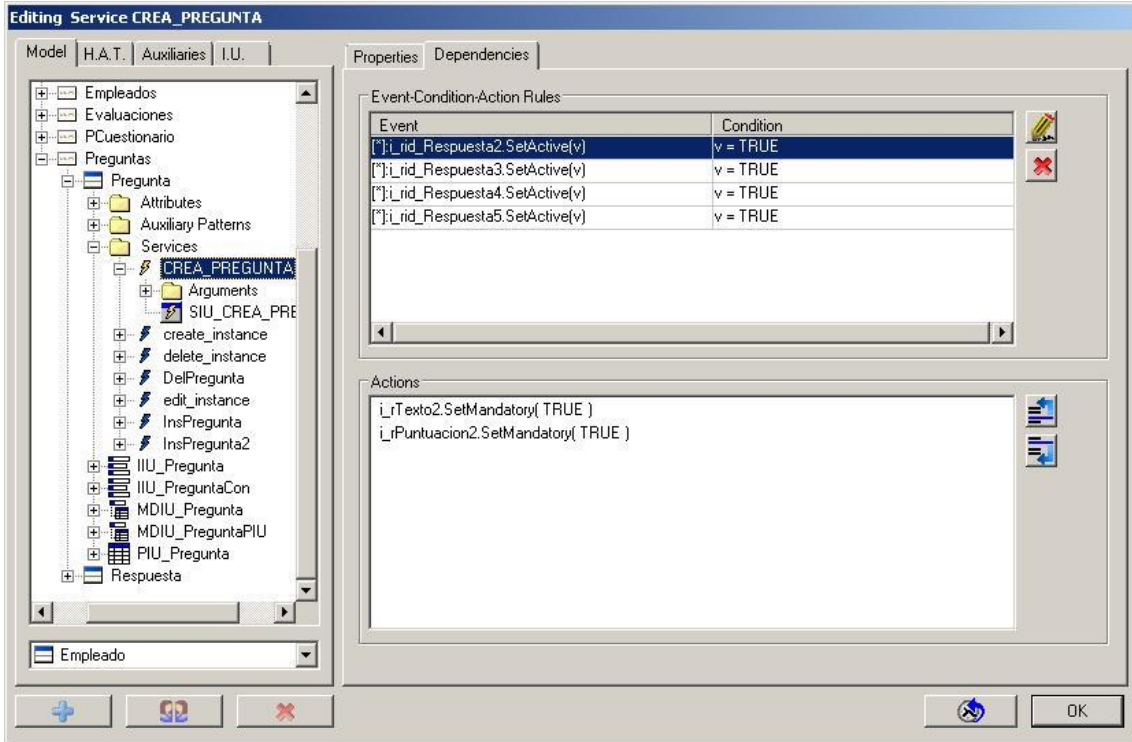 Editing Service CREA_PREGUNTA
Model H.A.T. Auxiliaries I.U.
Empleados
Evaluaciones
PCuestionario
Preguntas
Pregunta
Attributes
Auxiliary Patterns
Services
CREA_PREGUNTA
Arguments
SIU_CREA_PRE
create_instance
delete_instance
DelPregunta
edit_instance
InsPregunta
InsPregunta2
IIU_Pregunta
IIU_PreguntaCon
MDIU_Pregunta
MDIU_PreguntaPIU
PIU_Pregunta
Respuesta
Empleado
Properties Dependencies
Event-Condition-Action Rules
Event Condition
[*]:i_rid_Respuesta2.SetActive(v) v = TRUE
[*]:i_rid_Respuesta3.SetActive(v) v = TRUE
[*]:i_rid_Respuesta4.SetActive(v) v = TRUE
[*]:i_rid_Respuesta5.SetActive(v) v = TRUE
Actions
i_rTexto2.SetMandatory( TRUE )
i_rPuntuacion2.SetMandatory( TRUE )
OK